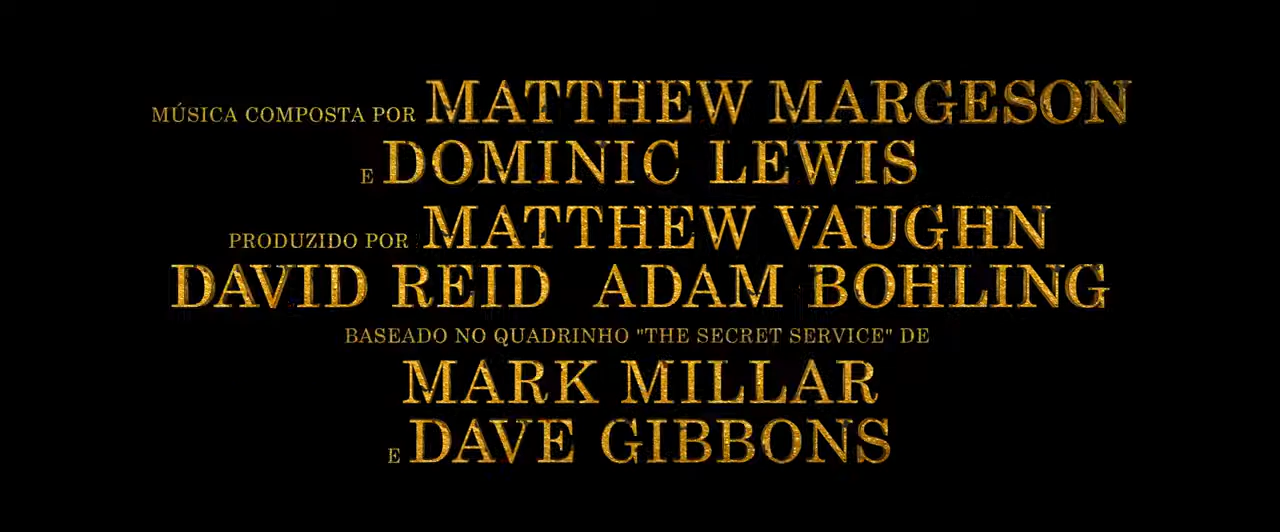 MÚSICA COMPOSTA POR MATTHEW MARGESON
E DOMINIC LEWIS
PRODUZIDO POR MATTHEW VAUGHN
DAVID REID ADAM BOHLING
BASEADO NO QUADRINHO "THE SECRET SERVICE" DE
MARK MILLAR
E DAVE GIBBONS